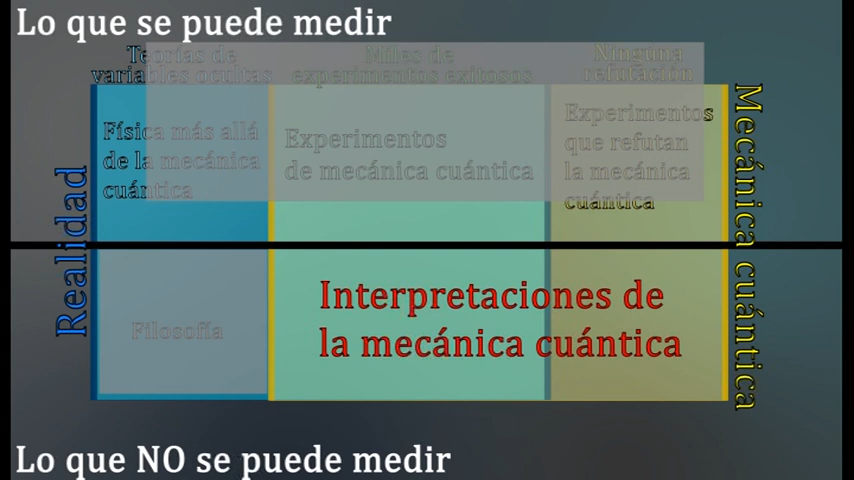 Lo que se puede medir
Teorías de
variables ocultas
Miles de
experimentos exitosos
Ninguna
refutación
Física más allá
de la mecánica
cuántica
Experimentos
de mecánica cuántica
Experimentos
que refutan
la mecánica
cuántica
Realidad
Mecánica cuántica
Filosofía
Interpretaciones de
la mecánica cuántica
Lo que NO se puede medir